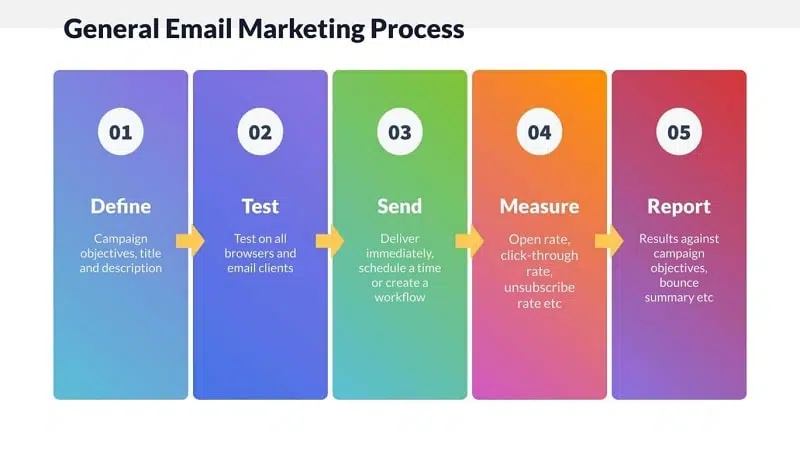 General Email Marketing Process
01
Define
Campaign
objectives, title
and description
02
Test
Test on all
browsers and
email clients
03
Send
Deliver
immediately,
schedule a time
or create a
workflow
04
Measure
Open rate,
click-through
rate,
unsubscribe
rate etc
05
Report
Results against
campaign
objectives,
bounce
summary etc